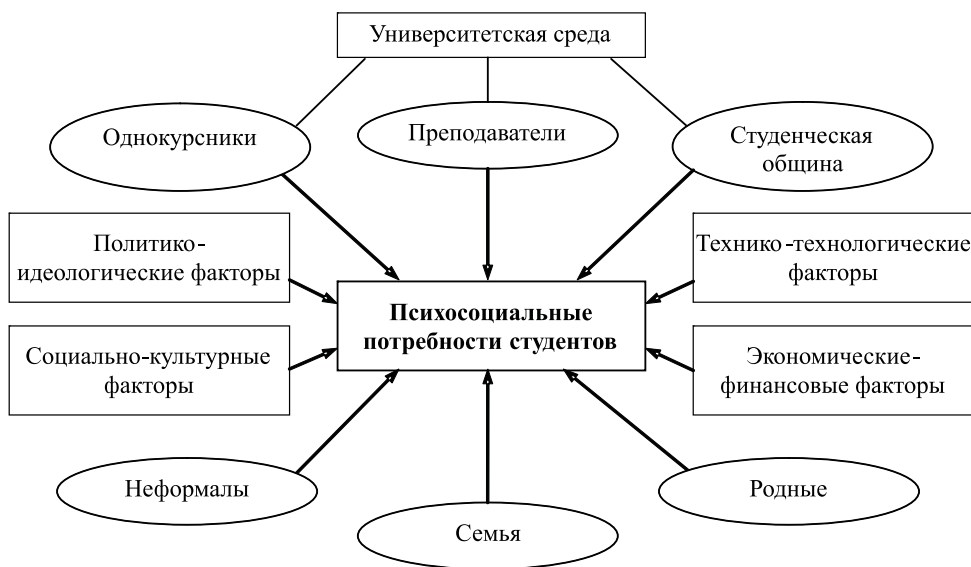 Университетская среда
Однокурсники
Преподаватели
Студенческая
община
Политико-
идеологические факторы
Технико-технологические
факторы
Психосоциальные
потребности студентов
Социально-культурные
факторы
Экономические-
финансовые факторы
Неформалы
Семья
Родные